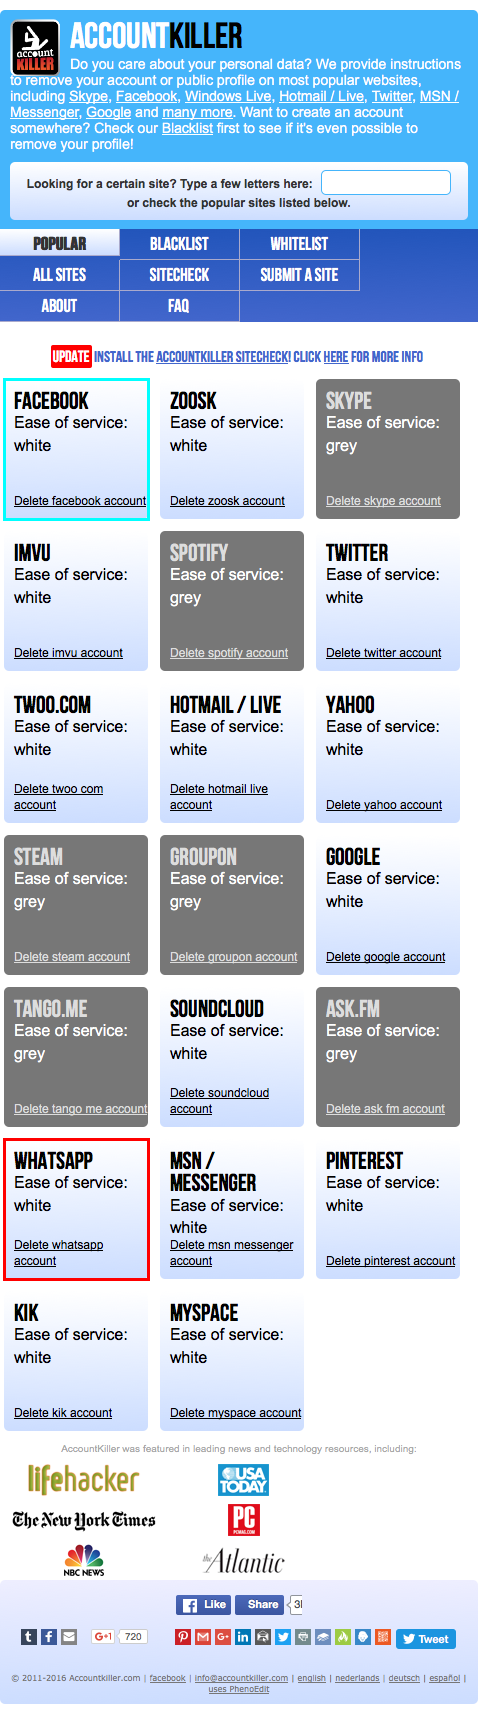 account
KILLER
ACCOUNTKILLER
Do you care about your personal data? We provide instructions
to remove your account or public profile on most popular websites,
including Skype, Facebook, Windows Live, Hotmail / Live, Twitter, MSN /
Messenger, Google and many more. Want to create an account
somewhere? Check our Blacklist first to see if it's even possible to
remove your profile!
Looking for a certain site? Type a few letters here:
or check the popular sites listed below.
POPULAR BLACKLIST WHITELIST
ALL SITES SITECHECK SUBMIT A SITE
ABOUT FAQ
UPDATE INSTALL THE ACCOUNTKILLER SITECHECK! CLICK HERE FOR MORE INFO
FACEBOOK
Ease of service:
white
Delete facebook account
ZOOSK
Ease of service:
white
Delete zoosk account
SKYPE
Ease of service:
grey
Delete skype account
IMVU
Ease of service:
white
Delete imvu account
SPOTIFY
Ease of service:
grey
Delete spotify account
TWITTER
Ease of service:
white
Delete twitter account
TWOO.COM
Ease of service:
white
Delete twoo com
account
HOTMAIL / LIVE
Ease of service:
white
Delete hotmail live
account
YAHOO
Ease of service:
white
Delete yahoo account
STEAM
Ease of service:
grey
Delete steam account
GROUPON
Ease of service:
grey
Delete groupon account
GOOGLE
Ease of service:
white
Delete google account
TANGO.ME
Ease of service:
grey
Delete tango me account
SOUNDCLOUD
Ease of service:
white
Delete soundcloud
account
ASK.FM
Ease of service:
grey
Delete ask fm account
WHATSAPP
Ease of service:
white
Delete whatsapp
account
MSN /
MESSENGER
Ease of service:
white
Delete msn messenger
account
PINTEREST
Ease of service:
white
Delete pinterest account
KIK
Ease of service:
white
Delete kik account
MYSPACE
Ease of service:
white
Delete myspace account
AccountKiller was featured in leading news and technology resources, including:
lifehacker
USA
TODAY
The New York Times
PC
PCMAG.COM
NBC NEWS
the Atlantic
Like Share
G+1 720
Tweet
© 2011-2016 Accountkiller.com | facebook | info@accountkiller.com | english | nederlands | deutsch | español |
uses PhenoEdit